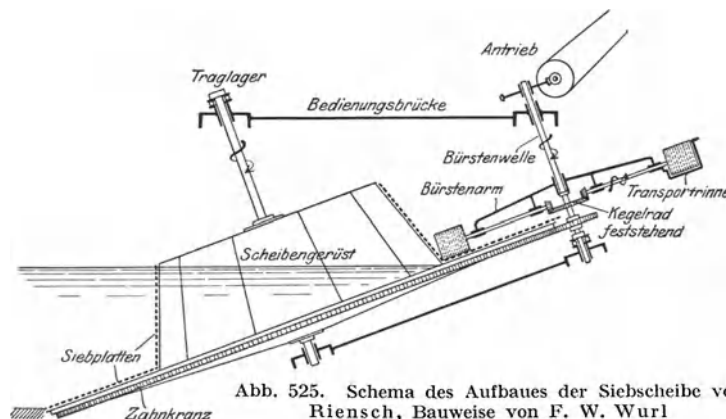 Antrieb
Traglager
Bedienungsbrücke
Bürstenwelle
Bürstenarm
Transportrinne
Kegelrad
feststehend
Scheibengerüst
Siebplatten
Zahnkranz
Abb. 525. Schema des Aufbaues der Siebscheibe
Riensch, Bauweise von F. W. Wurl